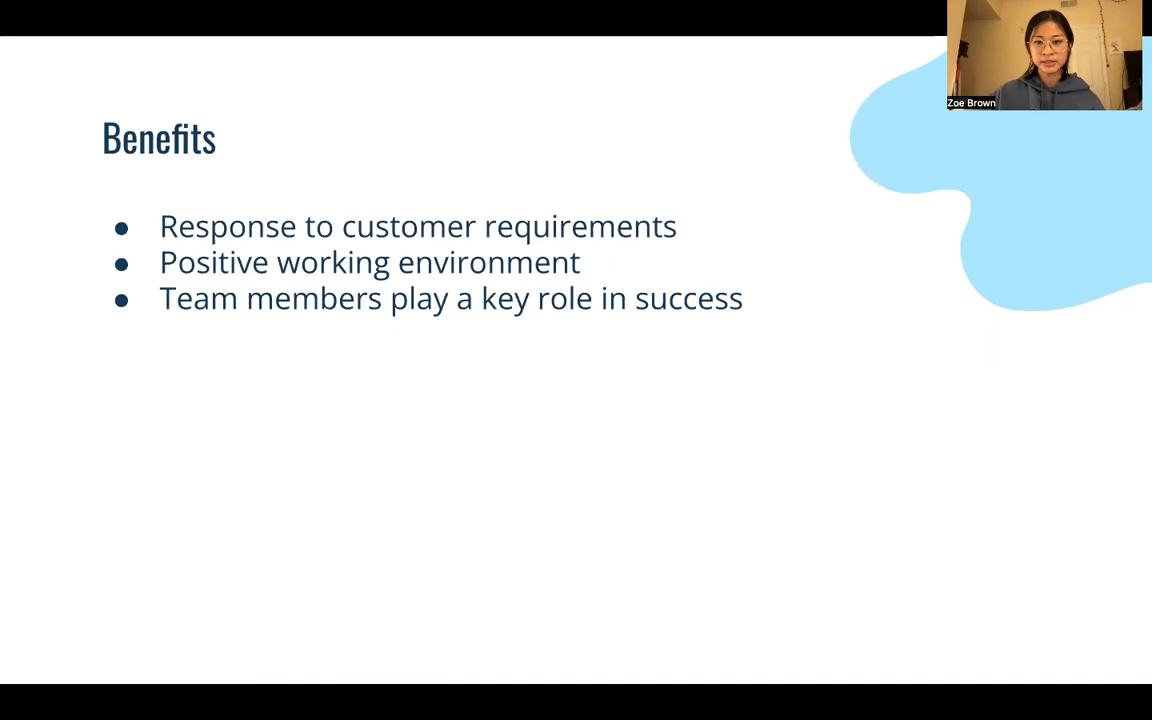 Benefits
● Response to customer requirements
● Positive working environment
● Team members play a key role in success
Zoe Brown